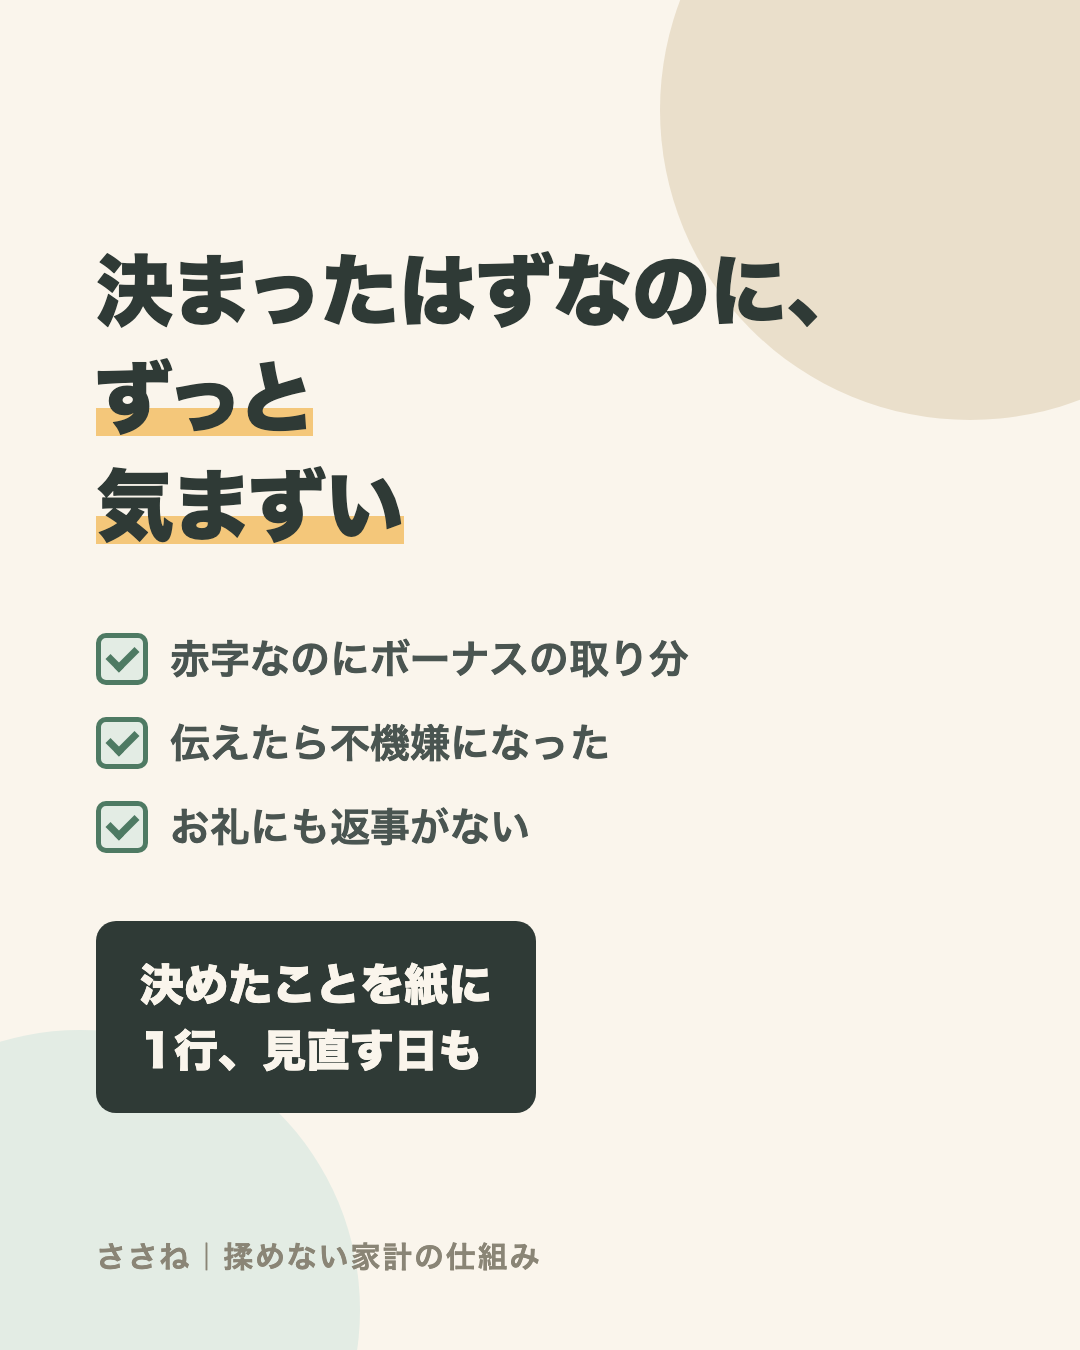 決まったはずなのに、
ずっと
気まずい
赤字なのにボーナスの取り分
伝えたら不機嫌になった
お礼にも返事がない
決めたことを紙に
1行、見直す日も
ささね｜揉めない家計の仕組み